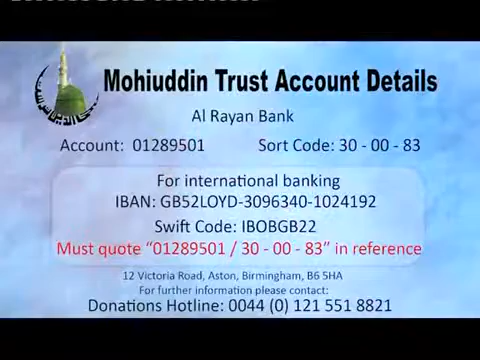 Mohiuddin Trust Account Details
Al Rayan Bank
Account: 01289501 Sort Code: 30 - 00 - 83
For international banking
IBAN: GB52LOYD-3096340-1024192
Swift Code: IBOBGB22
Must quote “01289501 / 30 - 00 - 83” in reference
12 Victoria Road, Aston, Birmingham, B6 5HA
For further information please contact:
Donations Hotline: 0044 (0) 121 551 8821